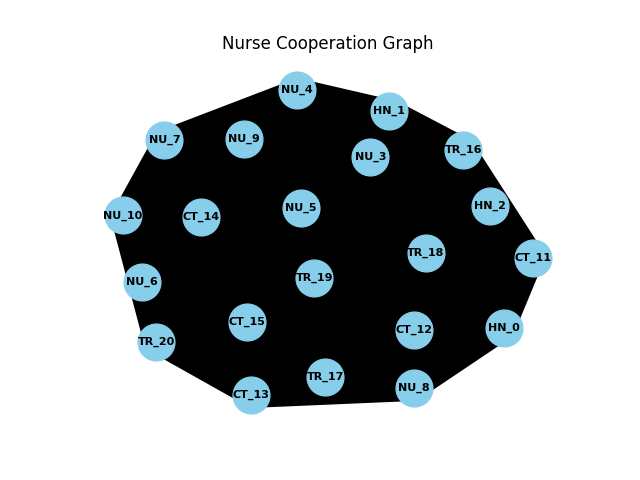 Nurse Cooperation Graph
NU_4
HN_1
NU_7
NU_9
TR_16
NU_3
HN_2
NU_5
NU_10
CT_14
TR_18
CT_11
TR_19
NU_6
CT_15
HN_0
CT_12
TR_20
TR_17
NU_8
CT_13